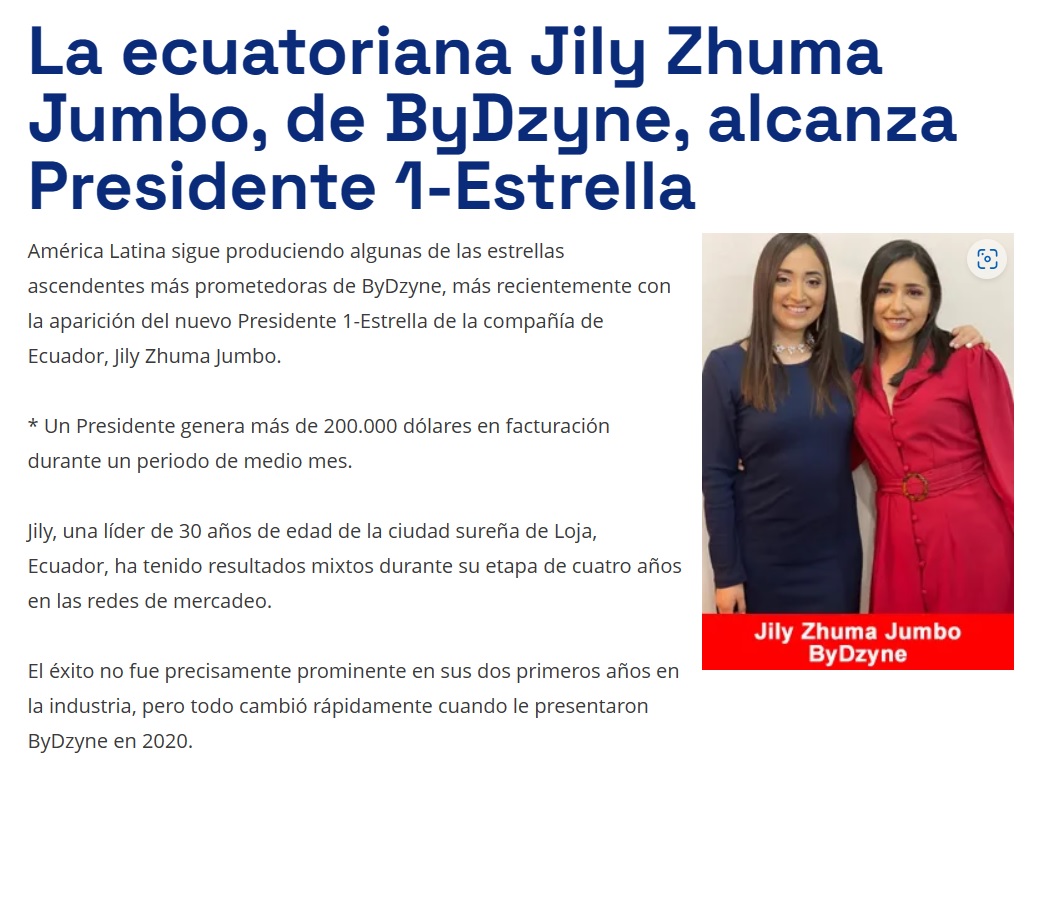 La ecuatoriana Jily Zhuma
Jumbo, de ByDzyne, alcanza
Presidente 1-Estrella
América Latina sigue produciendo algunas de las estrellas
ascendentes más prometedoras de ByDzyne, más recientemente con
la aparición del nuevo Presidente 1-Estrella de la compañía de
Ecuador, Jily Zhuma Jumbo.
* Un Presidente genera más de 200.000 dólares en facturación
durante un periodo de medio mes.
Jily, una líder de 30 años de edad de la ciudad sureña de Loja,
Ecuador, ha tenido resultados mixtos durante su etapa de cuatro años
en las redes de mercadeo.
El éxito no fue precisamente prominente en sus dos primeros años en
la industria, pero todo cambió rápidamente cuando le presentaron
ByDzyne en 2020.
Jily Zhuma Jumbo
ByDzyne